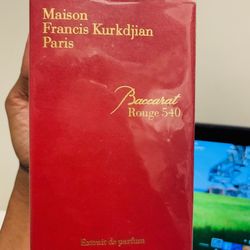 Maison
Francis Kurkdjian
Paris
Baccarat
Rouge 540
Extrait de parfum